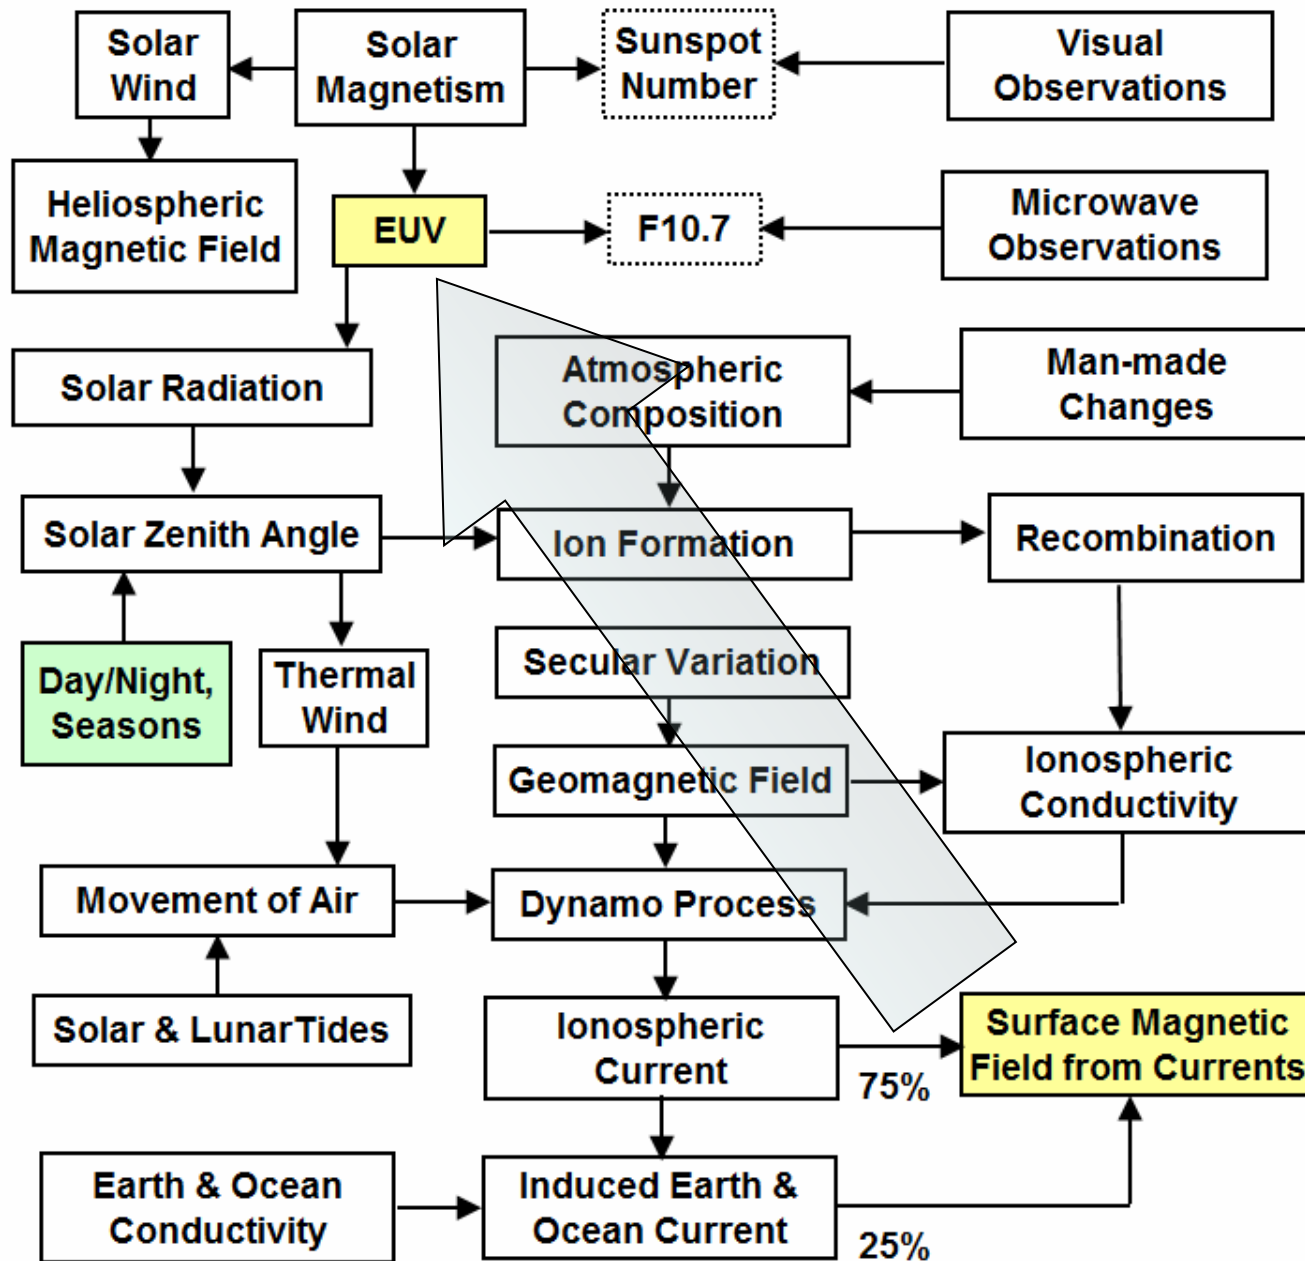 Solar
Wind
Solar
Magnetism
Sunspot
Number
Visual
Observations
Heliospheric
Magnetic Field
EUV
F10.7
Microwave
Observations
Solar Radiation
Atmospheric
Composition
Man-made
Changes
Solar Zenith Angle
Ion Formation
Recombination
Day/Night,
Seasons
Thermal
Wind
Secular Variation
Geomagnetic Field
Ionospheric
Conductivity
Movement of Air
Dynamo Process
Solar & LunarTides
Ionospheric
Current
75%
Surface Magnetic
Field from Currents
Earth & Ocean
Conductivity
Induced Earth &
Ocean Current
25%